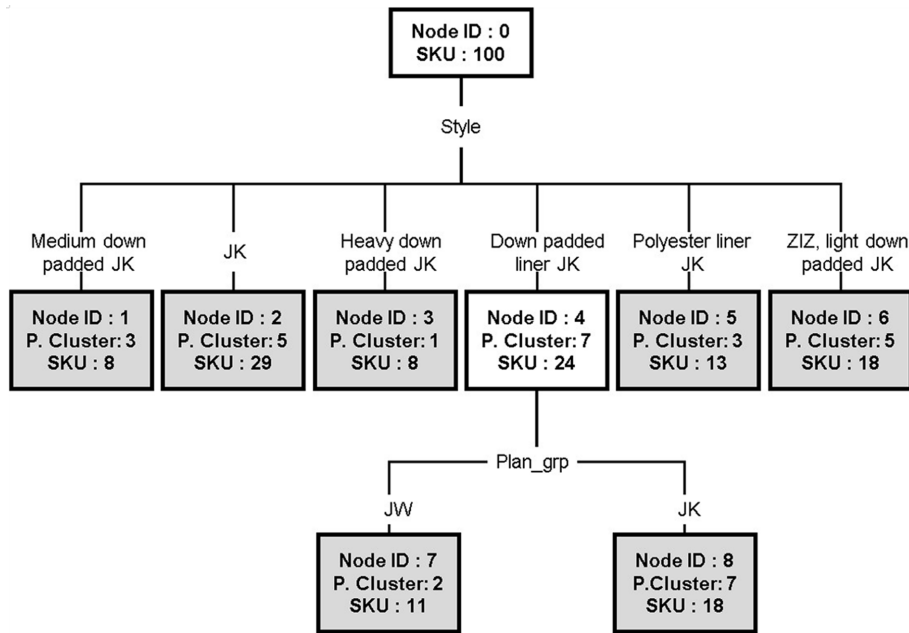 Node ID : 0
SKU : 100
Style
Medium down
padded JK
JK
Heavy down
padded JK
Down padded
liner JK
Polyester liner
JK
ZIZ, light down
padded JK
Node ID : 1
P. Cluster: 3
SKU : 8
Node ID : 2
P. Cluster: 5
SKU : 29
Node ID : 3
P. Cluster: 1
SKU : 8
Node ID : 4
P. Cluster: 7
SKU : 24
Node ID : 5
P. Cluster: 3
SKU : 13
Node ID : 6
P. Cluster: 5
SKU : 18
Plan_grp
JW
JK
Node ID : 7
P. Cluster: 2
SKU : 11
Node ID : 8
P.Cluster: 7
SKU : 18